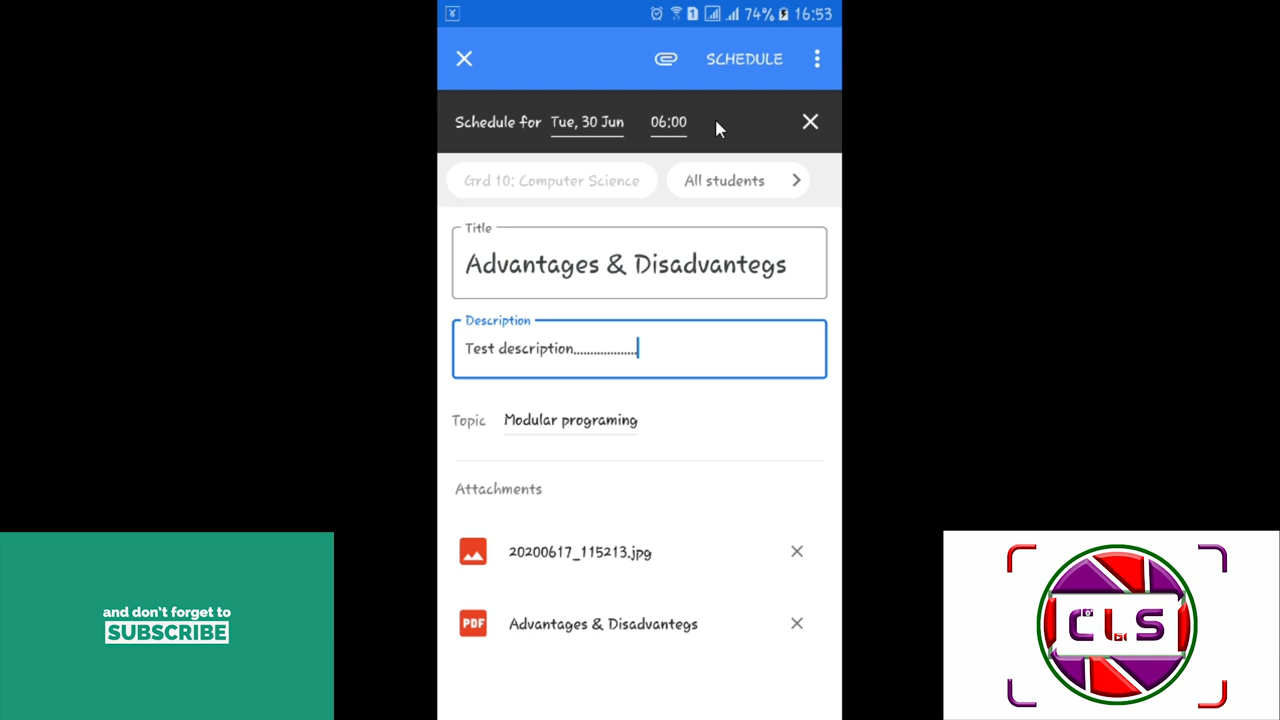 74% 16:53
SCHEDULE
Schedule for Tue, 30 Jun 06:00
Grd 10: Computer Science All students
Title
Advantages & Disadvantegs
Description
Test description...................
Topic Modular programing
Attachments
20200617_115213.jpg
PDF Advantages & Disadvantegs
and don't forget to
SUBSCRIBE
CLS